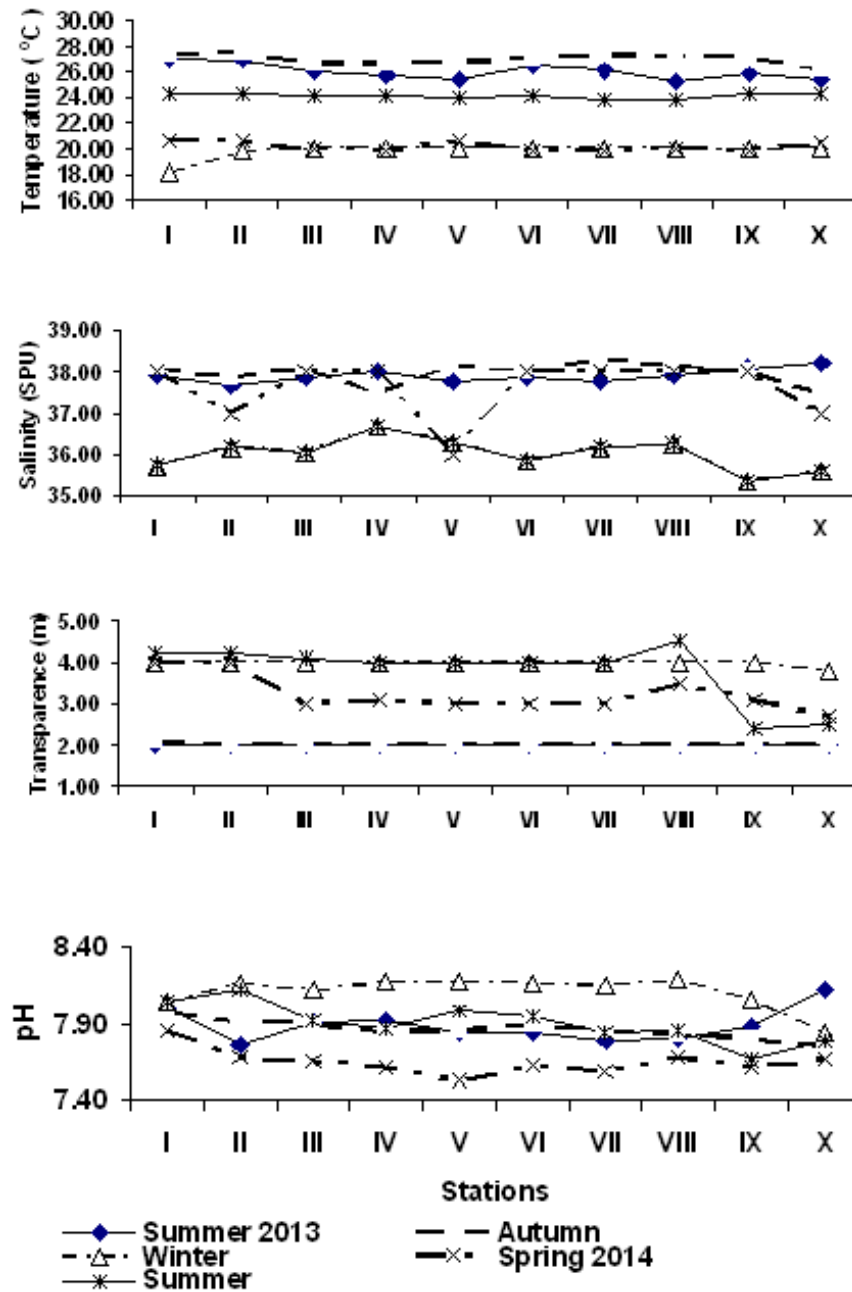 Temperature ( °C )
30.00
28.00
26.00
24.00
22.00
20.00
18.00
16.00
I II III IV V VI VII VIII IX X
Salinity (SPU)
39.00
38.00
37.00
36.00
35.00
I II III IV V VI VII VIII IX X
Transparence (m)
5.00
4.00
3.00
2.00
1.00
I II III IV V VI VII VIII IX X
pH
8.40
7.90
7.40
I II III IV V VI VII VIII IX X
Stations
Summer 2013 Autumn
Winter Spring 2014
Summer